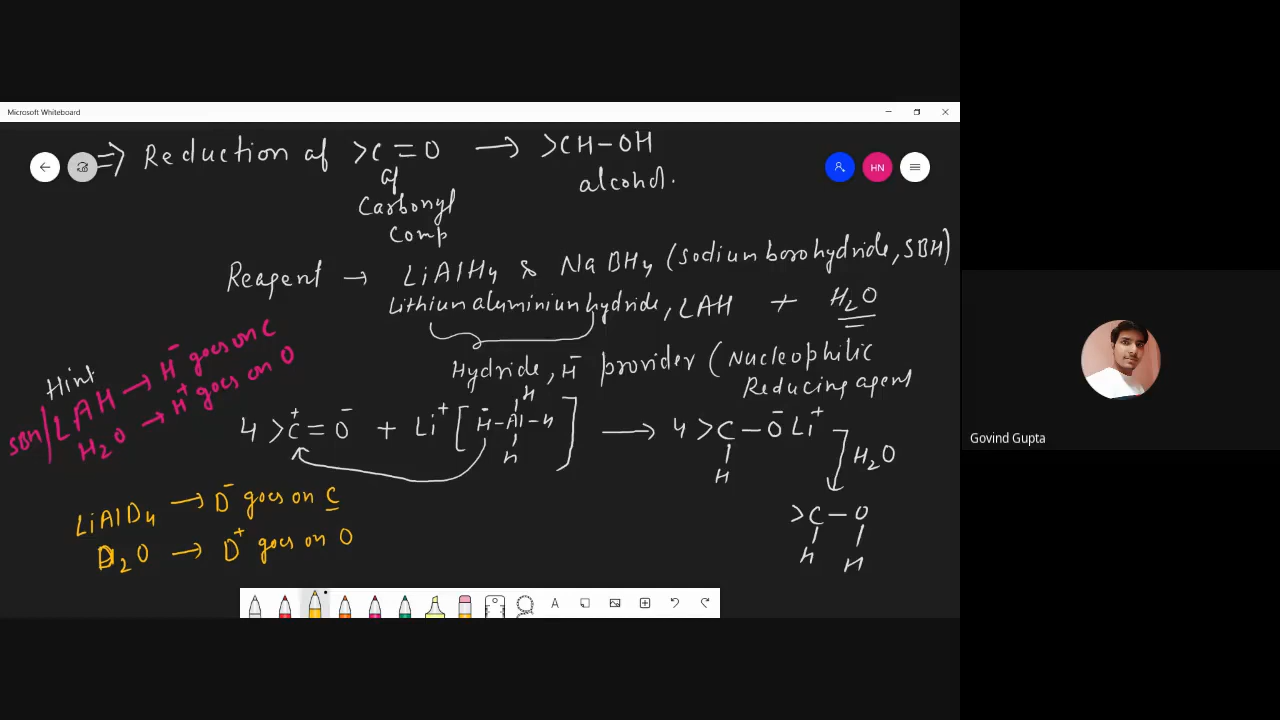 Microsoft Whiteboard
⇒ Reduction of >C=O → >CH-OH
of
Carbonyl
Comp
alcohol.
HN
Reagent → LiAlH4 & NaBH4 (Sodium borohydride, SBH)
Lithium aluminium hydride, LAH + H2O
Hydride, H⁻ provider (Nucleophilic
Reducing agent
Hint
SBH/LAH → H⁻ goes on C
H2O → H⁺ goes on O
4 >C⁺=O⁻ + Li⁺ [H⁻-Al-H → 4 >C-O⁻Li⁺
H
H
H
H2O
>C-O
H H
LiAlD4 → D⁻ goes on C
D2O → D⁺ goes on O
A
Govind Gupta